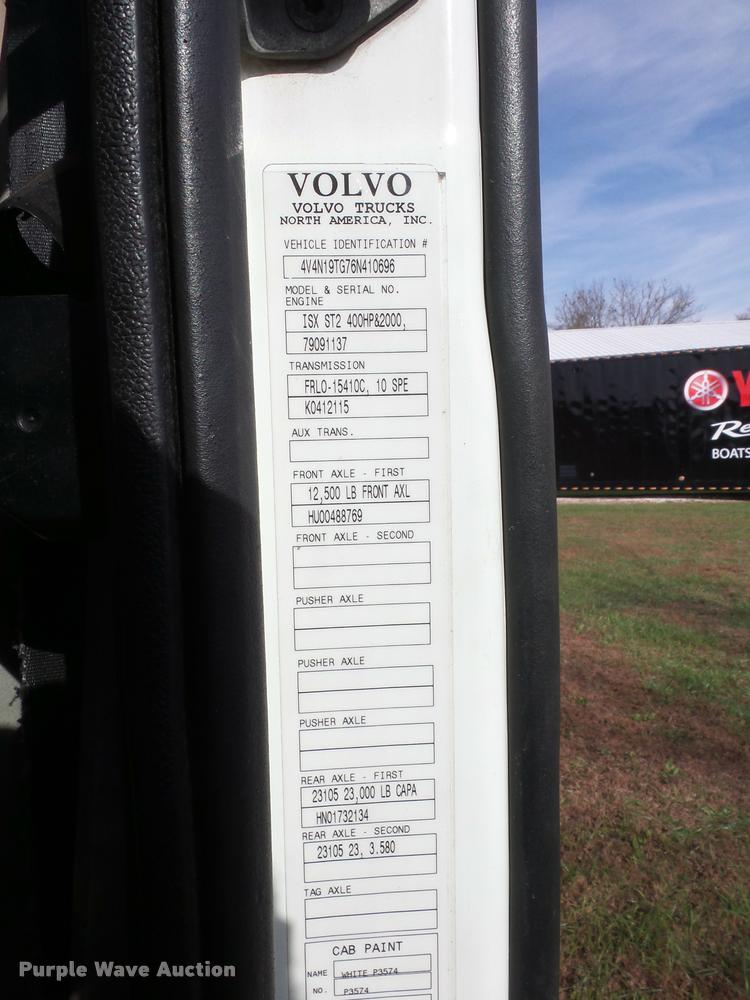 VOLVO
VOLVO TRUCKS
NORTH AMERICA, INC.
VEHICLE IDENTIFICATION #
4V4N19TG76N410696
MODEL & SERIAL NO.
ENGINE
ISX ST2 400HP&2000,
79091137
TRANSMISSION
FRLO-15410C, 10 SPE
K0412115
AUX TRANS.
FRONT AXLE - FIRST
12,500 LB FRONT AXL
HU00488769
FRONT AXLE - SECOND
PUSHER AXLE
PUSHER AXLE
PUSHER AXLE
REAR AXLE - FIRST
23105 23,000 LB CAPA
HN01732134
REAR AXLE - SECOND
23105 23, 3.580
TAG AXLE
CAB PAINT
NAME WHITE P3574
NO. P3574
Y
Re
BOATS
Purple Wave Auction